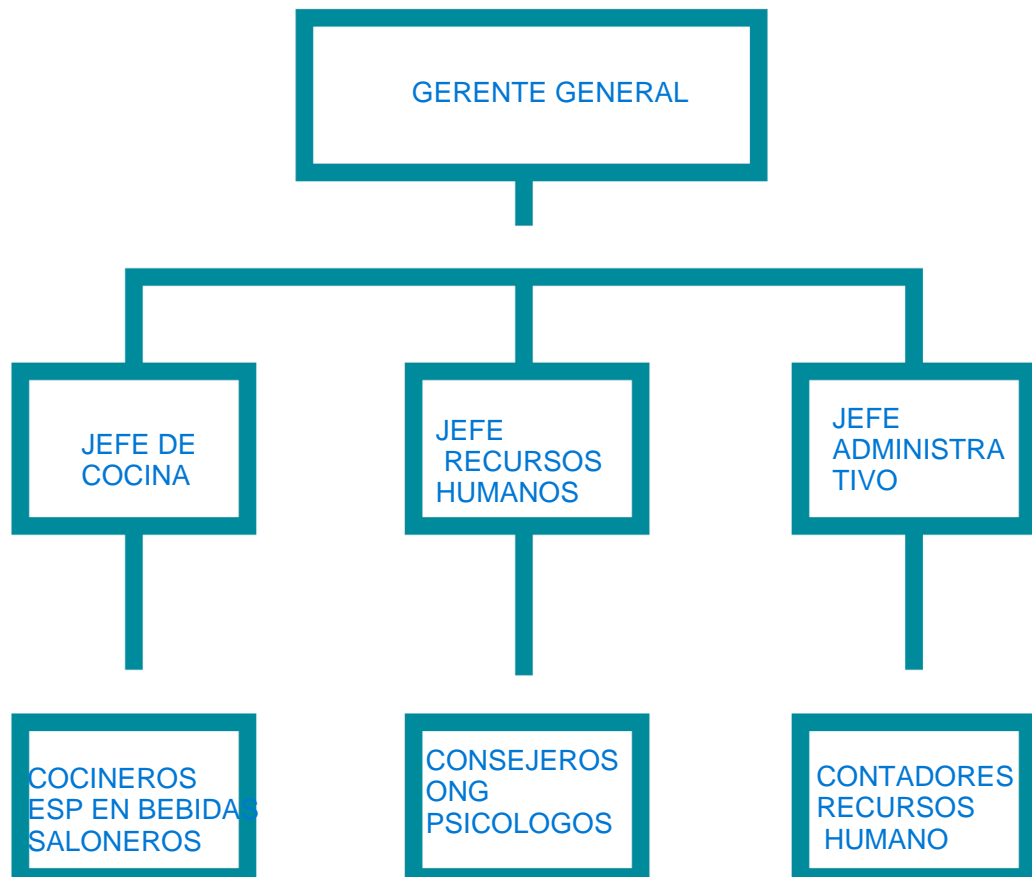 GERENTE GENERAL
JEFE DE
COCINA
JEFE
RECURSOS
HUMANOS
JEFE
ADMINISTRA
TIVO
COCINEROS
ESP EN BEBIDAS
SALONEROS
CONSEJEROS
ONG
PSICOLOGOS
CONTADORES
RECURSOS
HUMANO